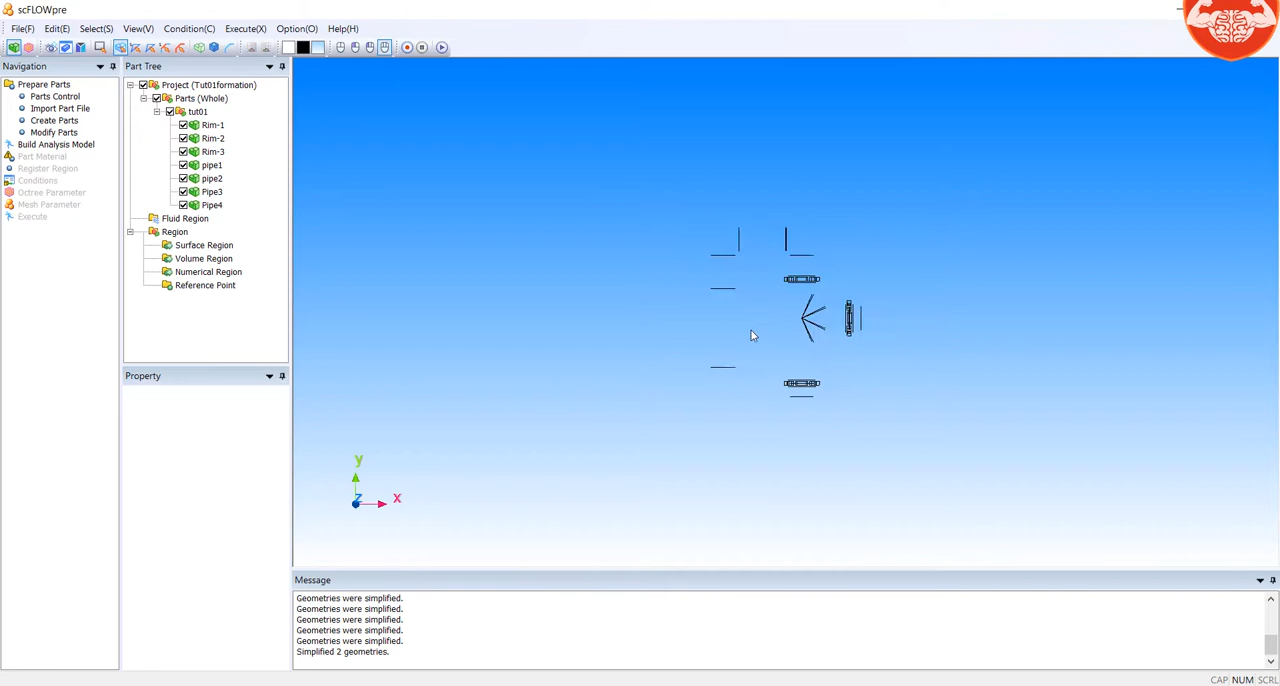 scFLOWpre
File(F) Edit(E) Select(S) View(V) Condition(C) Execute(X) Option(O) Help(H)
Navigation
Prepare Parts
Parts Control
Import Part File
Create Parts
Modify Parts
Build Analysis Model
Part Material
Register Region
Conditions
Octree Parameter
Mesh Parameter
Execute
Part Tree
Project (Tut01formation)
Parts (Whole)
tut01
Rim-1
Rim-2
Rim-3
pipe1
pipe2
Pipe3
Pipe4
Fluid Region
Region
Surface Region
Volume Region
Numerical Region
Reference Point
Property
y
z
x
Message
Geometries were simplified.
Geometries were simplified.
Geometries were simplified.
Geometries were simplified.
Geometries were simplified.
Simplified 2 geometries.
CAP NUM SCRL